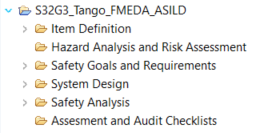 S32G3_Tango_FMEDA_ASILD
Item Definition
Hazard Analysis and Risk Assessment
Safety Goals and Requirements
System Design
Safety Analysis
Assesment and Audit Checklists